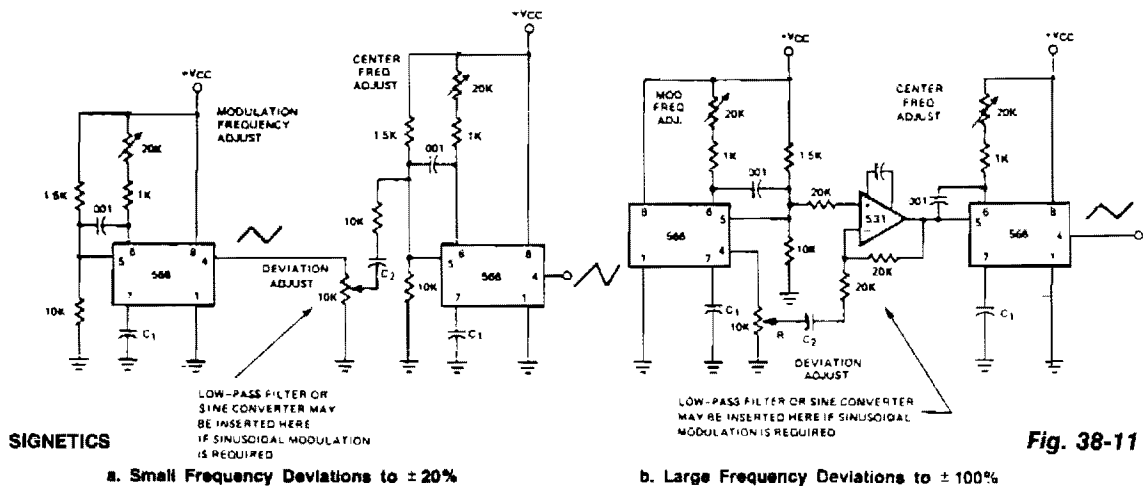 +VCC
MODULATION
FREQUENCY
ADJUST
20K
1.5K
1K
.001
6
8
5
566
4
7
1
10K
C1
DEVIATION
ADJUST
10K
LOW-PASS FILTER OR
SINE CONVERTER MAY
BE INSERTED HERE
IF SINUSOIDAL MODULATION
IS REQUIRED
+VCC
CENTER
FREQ
ADJUST
20K
1.5K
1K
.001
10K
C2
10K
6
8
5
566
4
7
1
C1
+VCC
MOD
FREQ
ADJ.
20K
1K
1.5K
.001
8
6
5
566
4
1
7
10K
C1
10K
R
C2
DEVIATION
ADJUST
20K
+
531
20K
20K
LOW-PASS FILTER OR SINE CONVERTER
MAY BE INSERTED HERE IF SINUSOIDAL
MODULATION IS REQUIRED
+VCC
CENTER
FREQ
ADJUST
20K
1K
.001
6
8
5
566
4
7
1
C1
SIGNETICS
Fig. 38-11
a. Small Frequency Deviations to ± 20%
b. Large Frequency Deviations to ± 100%